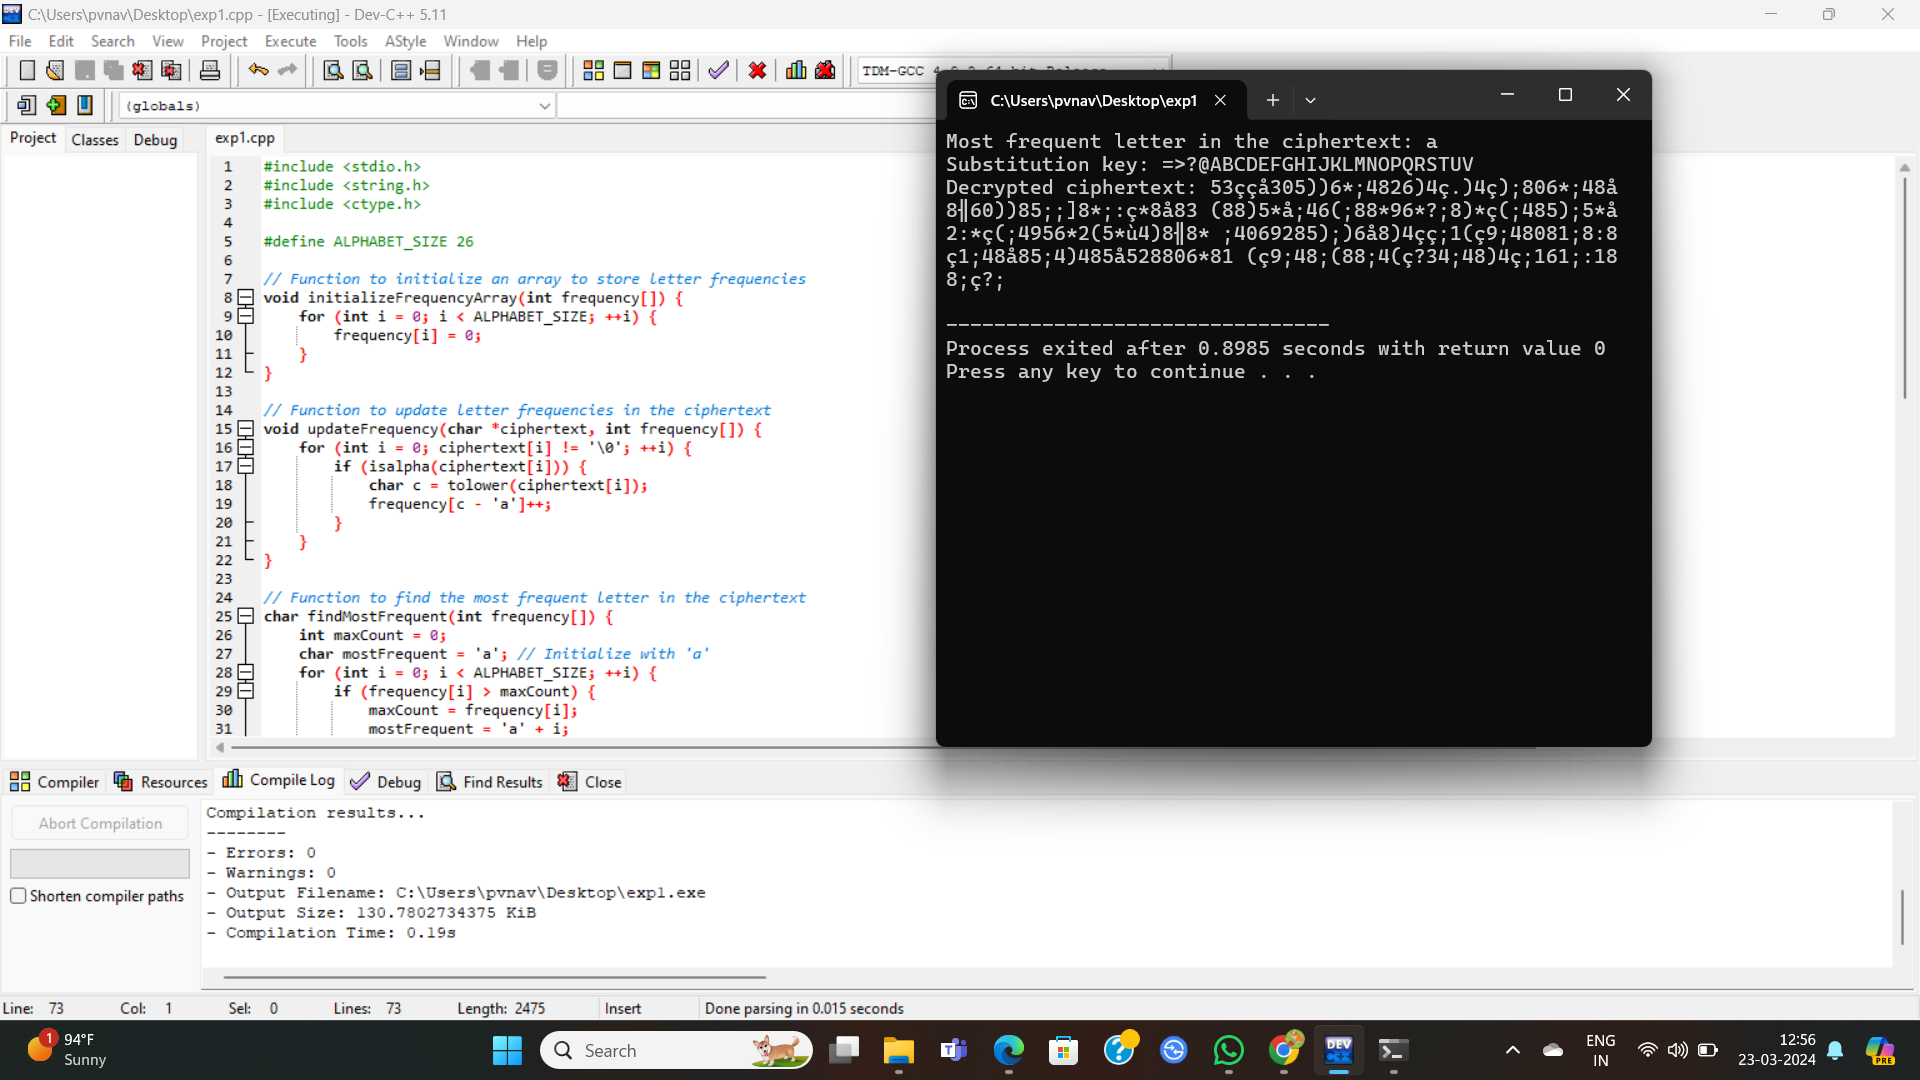 C:\Users\pvnav\Desktop\exp1.cpp - [Executing] - Dev-C++ 5.11
File Edit Search View Project Execute Tools AStyle Window Help
(globals)
Project Classes Debug
exp1.cpp
1 #include <stdio.h>
2 #include <string.h>
3 #include <ctype.h>
4
5 #define ALPHABET_SIZE 26
6
7 // Function to initialize an array to store letter frequencies
8 void initializeFrequencyArray(int frequency[]) {
9 for (int i = 0; i < ALPHABET_SIZE; ++i) {
10 frequency[i] = 0;
11 }
12 }
13
14 // Function to update letter frequencies in the ciphertext
15 void updateFrequency(char *ciphertext, int frequency[]) {
16 for (int i = 0; ciphertext[i] != '\0'; ++i) {
17 if (isalpha(ciphertext[i])) {
18 char c = tolower(ciphertext[i]);
19 frequency[c - 'a']++;
20 }
21 }
22 }
23
24 // Function to find the most frequent letter in the ciphertext
25 char findMostFrequent(int frequency[]) {
26 int maxCount = 0;
27 char mostFrequent = 'a'; // Initialize with 'a'
28 for (int i = 0; i < ALPHABET_SIZE; ++i) {
29 if (frequency[i] > maxCount) {
30 maxCount = frequency[i];
31 mostFrequent = 'a' + i;
C:\Users\pvnav\Desktop\exp1
Most frequent letter in the ciphertext: a
Substitution key: =>?@ABCDEFGHIJKLMNOPQRSTUV
Decrypted ciphertext: 53ççå305))6*;4826)4ç.)4ç);806*;48å
8╢60))85;;]8*;:ç*8å83 (88)5*å;46(;88*96*?;8)*ç(;485);5*å
2:*ç(;4956*2(5*ù4)8╢8* ;4069285);)6å8)4çç;1(ç9;48081;8:8
ç1;48å85;4)485å528806*81 (ç9;48;(88;4(ç?34;48)4ç;161;:18
8;ç?;
--------------------------------
Process exited after 0.8985 seconds with return value 0
Press any key to continue . . .
Compiler Resources Compile Log Debug Find Results Close
Abort Compilation
Shorten compiler paths
Compilation results...
--------
- Errors: 0
- Warnings: 0
- Output Filename: C:\Users\pvnav\Desktop\exp1.exe
- Output Size: 130.7802734375 KiB
- Compilation Time: 0.19s
Line: 73 Col: 1 Sel: 0 Lines: 73 Length: 2475 Insert Done parsing in 0.015 seconds
1
94°F
Sunny
Search
DEV
ENG
IN
12:56
23-03-2024
PRE